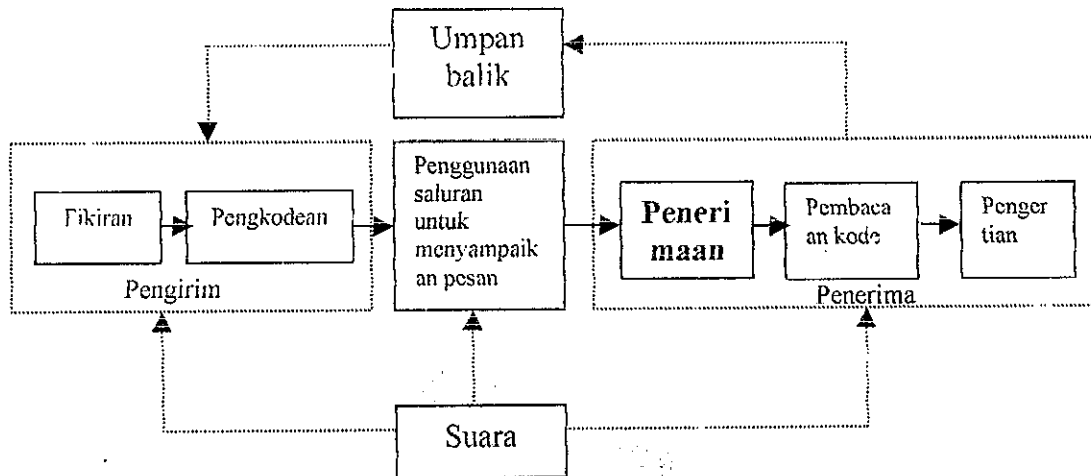 Umpan
balik
Fikiran
Pengkodean
Pengirim
Penggunaan
saluran
untuk
menyampaik
an pesan
Peneri
maan
Pembaca
an kode
Penger
tian
Penerima
Suara